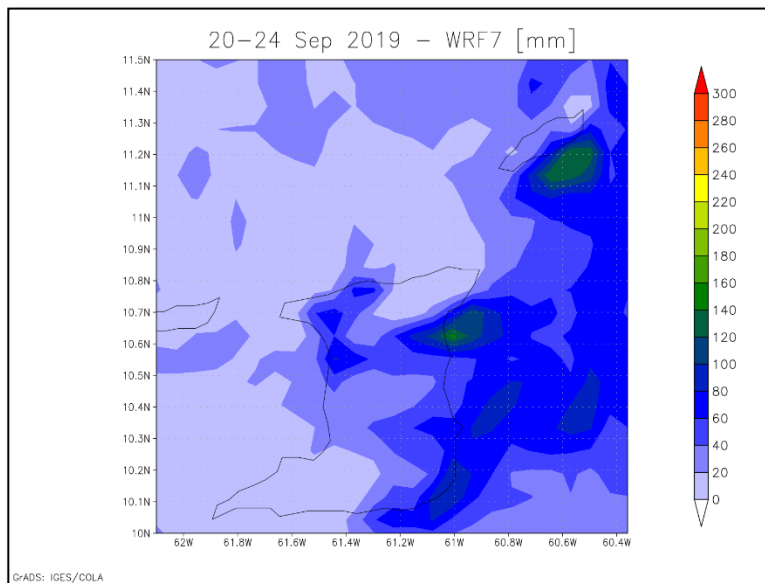 20-24 Sep 2019 - WRF7 [mm]
11.5N
11.4N
11.3N
11.2N
11.1N
11N
10.9N
10.8N
10.7N
10.6N
10.5N
10.4N
10.3N
10.2N
10.1N
10N
62W 61.8W 61.6W 61.4W 61.2W 61W 60.8W 60.6W 60.4W
300
280
260
240
220
200
180
160
140
120
100
80
60
40
20
0
GrADS: IGES/COLA